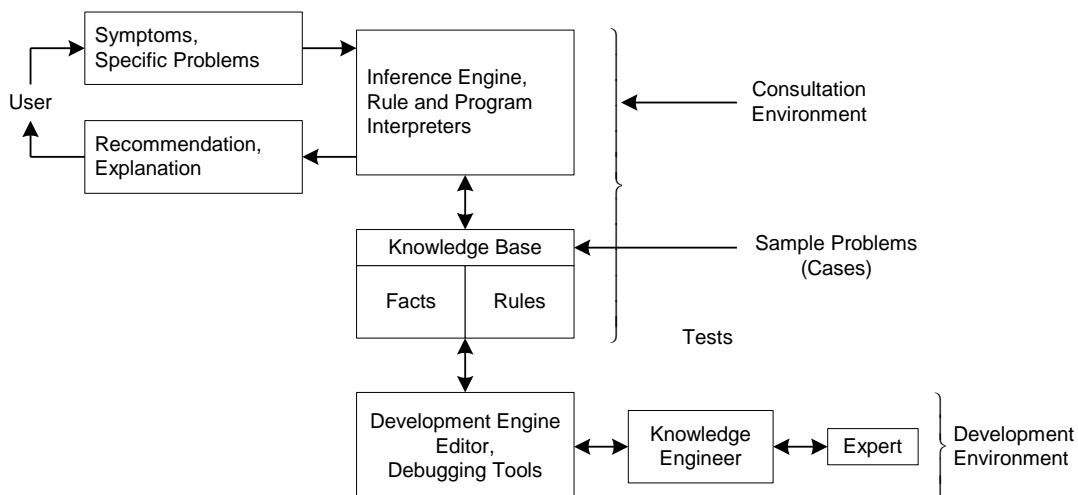 Symptoms,
Specific Problems
User
Recommendation,
Explanation
Inference Engine,
Rule and Program
Interpreters
Consultation
Environment
Knowledge Base
Facts
Rules
Sample Problems
(Cases)
Tests
Development Engine
Editor,
Debugging Tools
Knowledge
Engineer
Expert
Development
Environment